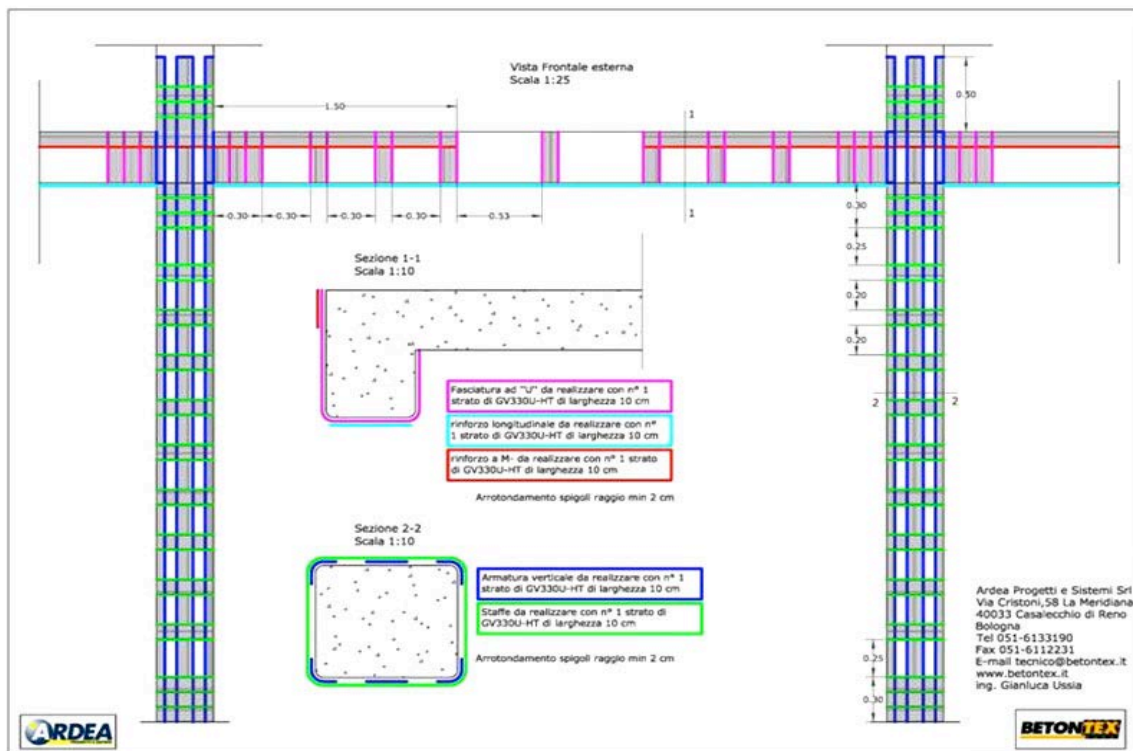 Vista Frontale esterna
Scala 1:25
0.50
1.50
1
1
0.30
0.30
0.30
0.30
0.53
0.30
0.25
0.20
0.20
2
2
Sezione 1-1
Scala 1:10
Fasciatura ad "U" da realizzare con n° 1
strato di GV330U-HT di larghezza 10 cm
rinforzo longitudinale da realizzare con n°
1 strato di GV330U-HT di larghezza 10 cm
rinforzo a M- da realizzare con n° 1 strato
di GV330U-HT di larghezza 10 cm
Arrotondamento spigoli raggio min 2 cm
Sezione 2-2
Scala 1:10
Armatura verticale da realizzare con n° 1
strato di GV330U-HT di larghezza 10 cm
Staffe da realizzare con n° 1 strato di
GV330U-HT di larghezza 10 cm
Arrotondamento spigoli raggio min 2 cm
0.25
0.30
Ardea Progetti e Sistemi Srl
Via Cristoni,58 La Meridiana
40033 Casalecchio di Reno
Bologna
Tel 051-6133190
Fax 051-6112231
E-mail tecnico@betontex.it
www.betontex.it
ing. Gianluca Ussia
ARDEA
BETONTEX